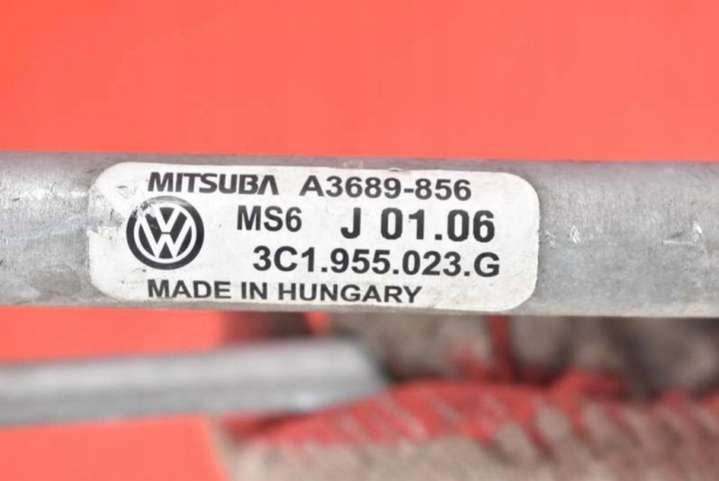 MITSUBA A3689-856
MS6 J 01.06
3C1.955.023.G
MADE IN HUNGARY